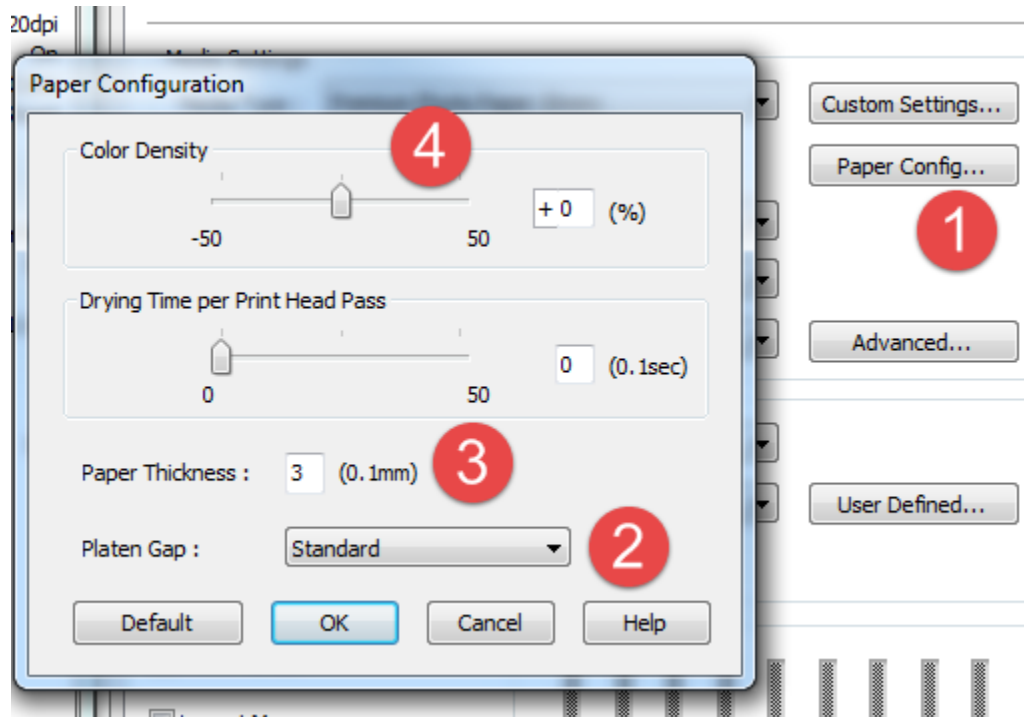 20dpi
On
Paper Configuration
Custom Settings...
Color Density
4
Paper Config...
+ 0 (%)
1
-50 50
Drying Time per Print Head Pass
Advanced...
0 (0.1sec)
0 50
Paper Thickness : 3 (0.1mm)
3
User Defined...
Platen Gap : Standard
2
Default OK Cancel Help